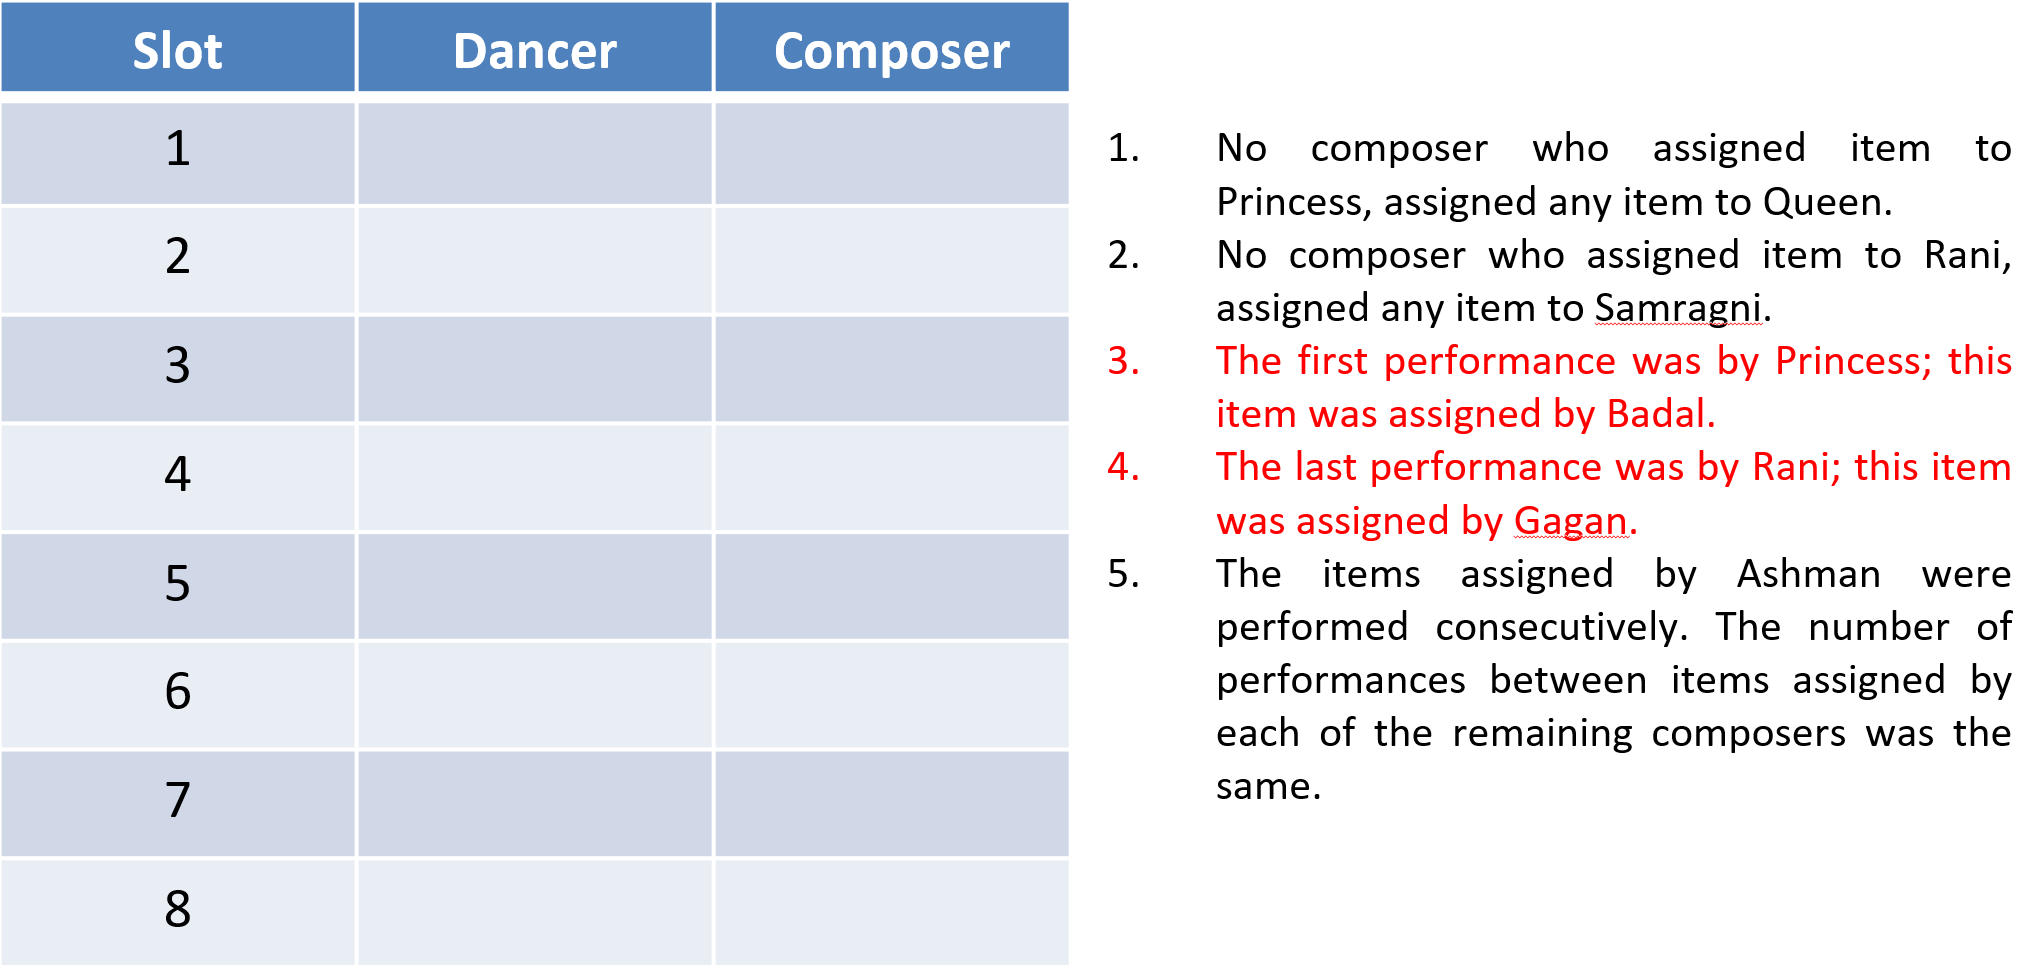 Slot Dancer Composer
1
2
3
4
5
6
7
8
1. No composer who assigned item to
Princess, assigned any item to Queen.
2. No composer who assigned item to Rani,
assigned any item to Samragni.
3. The first performance was by Princess; this
item was assigned by Badal.
4. The last performance was by Rani; this item
was assigned by Gagan.
5. The items assigned by Ashman were
performed consecutively. The number of
performances between items assigned by
each of the remaining composers was the
same.